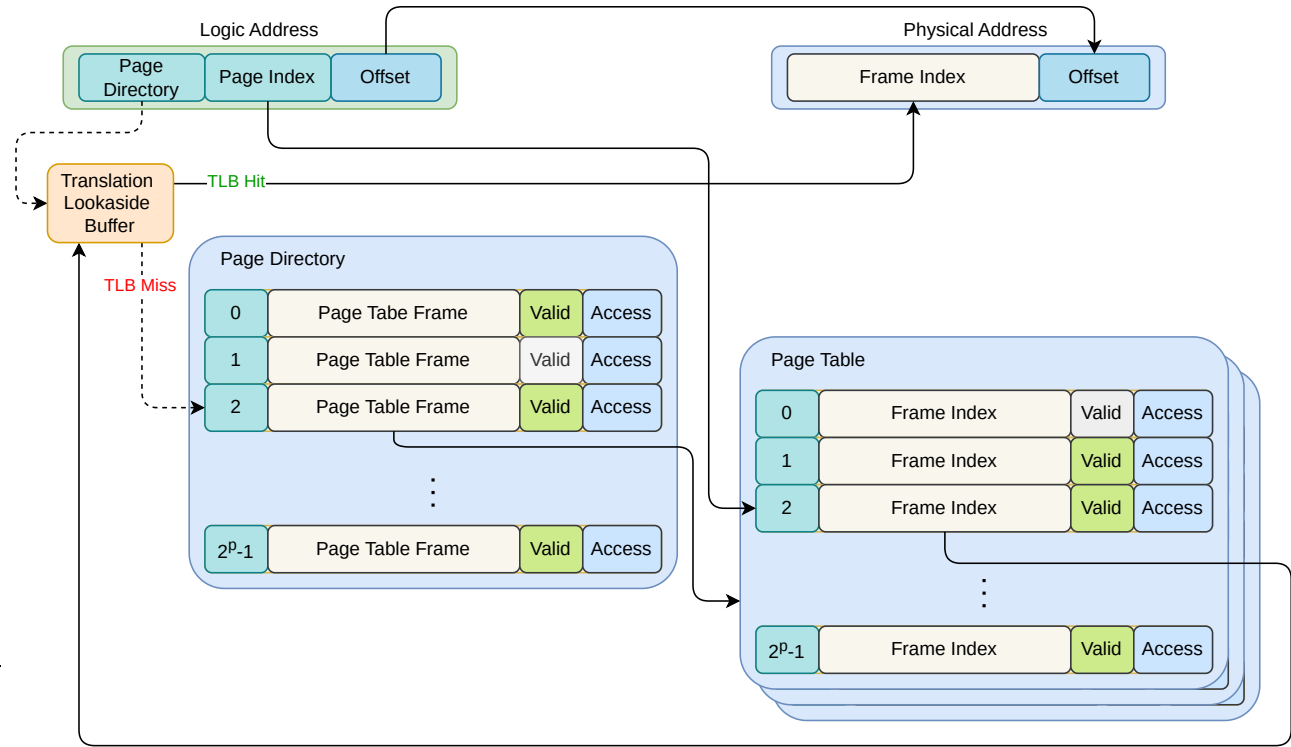 Logic Address
Physical Address
Page
Directory
Page Index
Offset
Frame Index
Offset
Translation
Lookaside
Buffer
TLB Hit
TLB Miss
Page Directory
0 Page Tabe Frame Valid Access
1 Page Table Frame Valid Access
2 Page Table Frame Valid Access
⋮
2ᵖ-1 Page Table Frame Valid Access
Page Table
0 Frame Index Valid Access
1 Frame Index Valid Access
2 Frame Index Valid Access
⋮
2ᵖ-1 Frame Index Valid Access